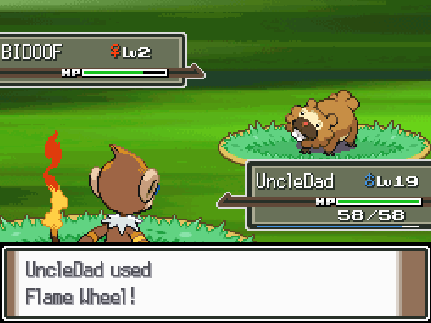 BIDOOF ♀Lv2
HP
UncleDad ♂Lv19
HP
58/58
UncleDad used
Flame Wheel!